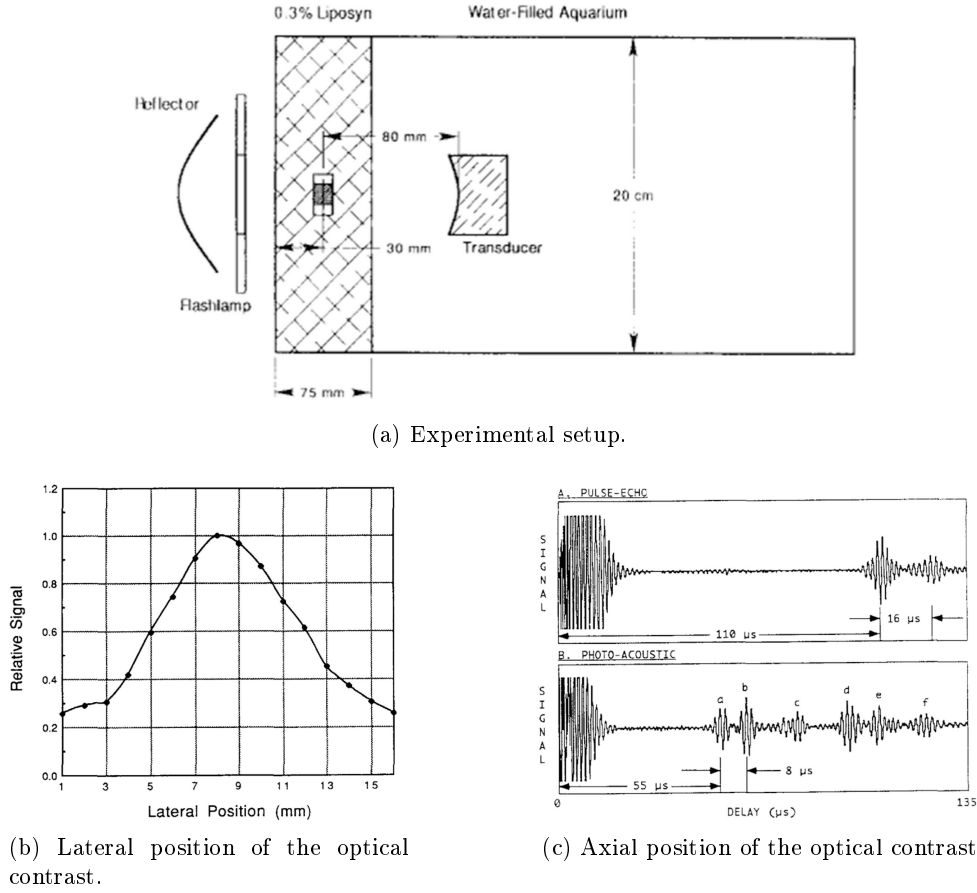 0.3% Liposyn
Water-Filled Aquarium
Reflector
80 mm
20 cm
30 mm
Transducer
Flashlamp
75 mm
(a) Experimental setup.
1.2
1.0
0.8
0.6
0.4
0.2
0.0
Relative Signal
1 3 5 7 9 11 13 15
Lateral Position (mm)
(b) Lateral position of the optical
contrast.
A. PULSE-ECHO
SIGNAL
16 µs
110 µs
B. PHOTO-ACOUSTIC
SIGNAL
a b c d e f
8 µs
55 µs
0 135
DELAY (µs)
(c) Axial position of the optical contrast